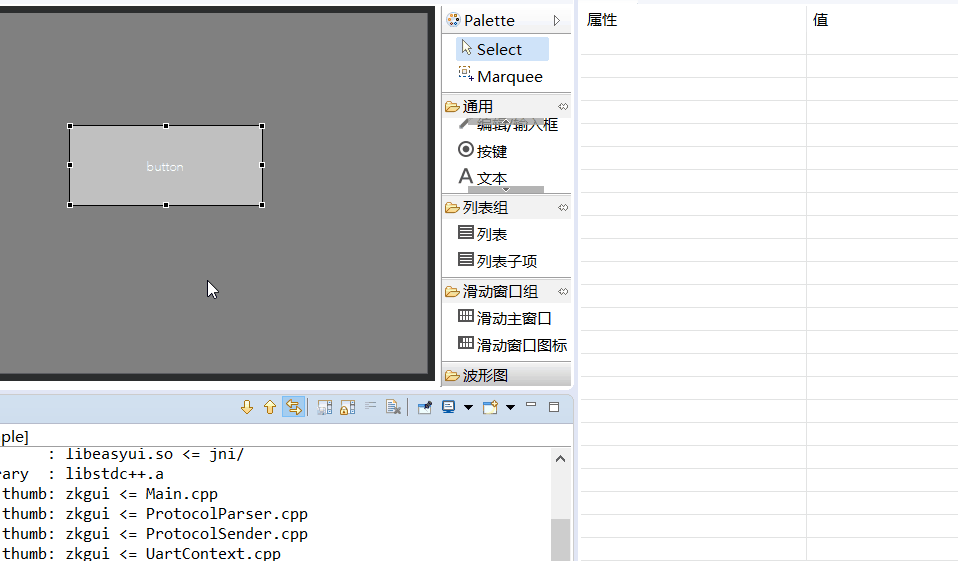 button
Palette
Select
Marquee
通用
编辑/输入框
按键
文本
列表组
列表
列表子项
滑动窗口组
滑动主窗口
滑动窗口图标
波形图
属性
值
ple]
: libeasyui.so <= jni/
rary : libstdc++.a
thumb: zkgui <= Main.cpp
thumb: zkgui <= ProtocolParser.cpp
thumb: zkgui <= ProtocolSender.cpp
thumb: zkgui <= UartContext.cpp